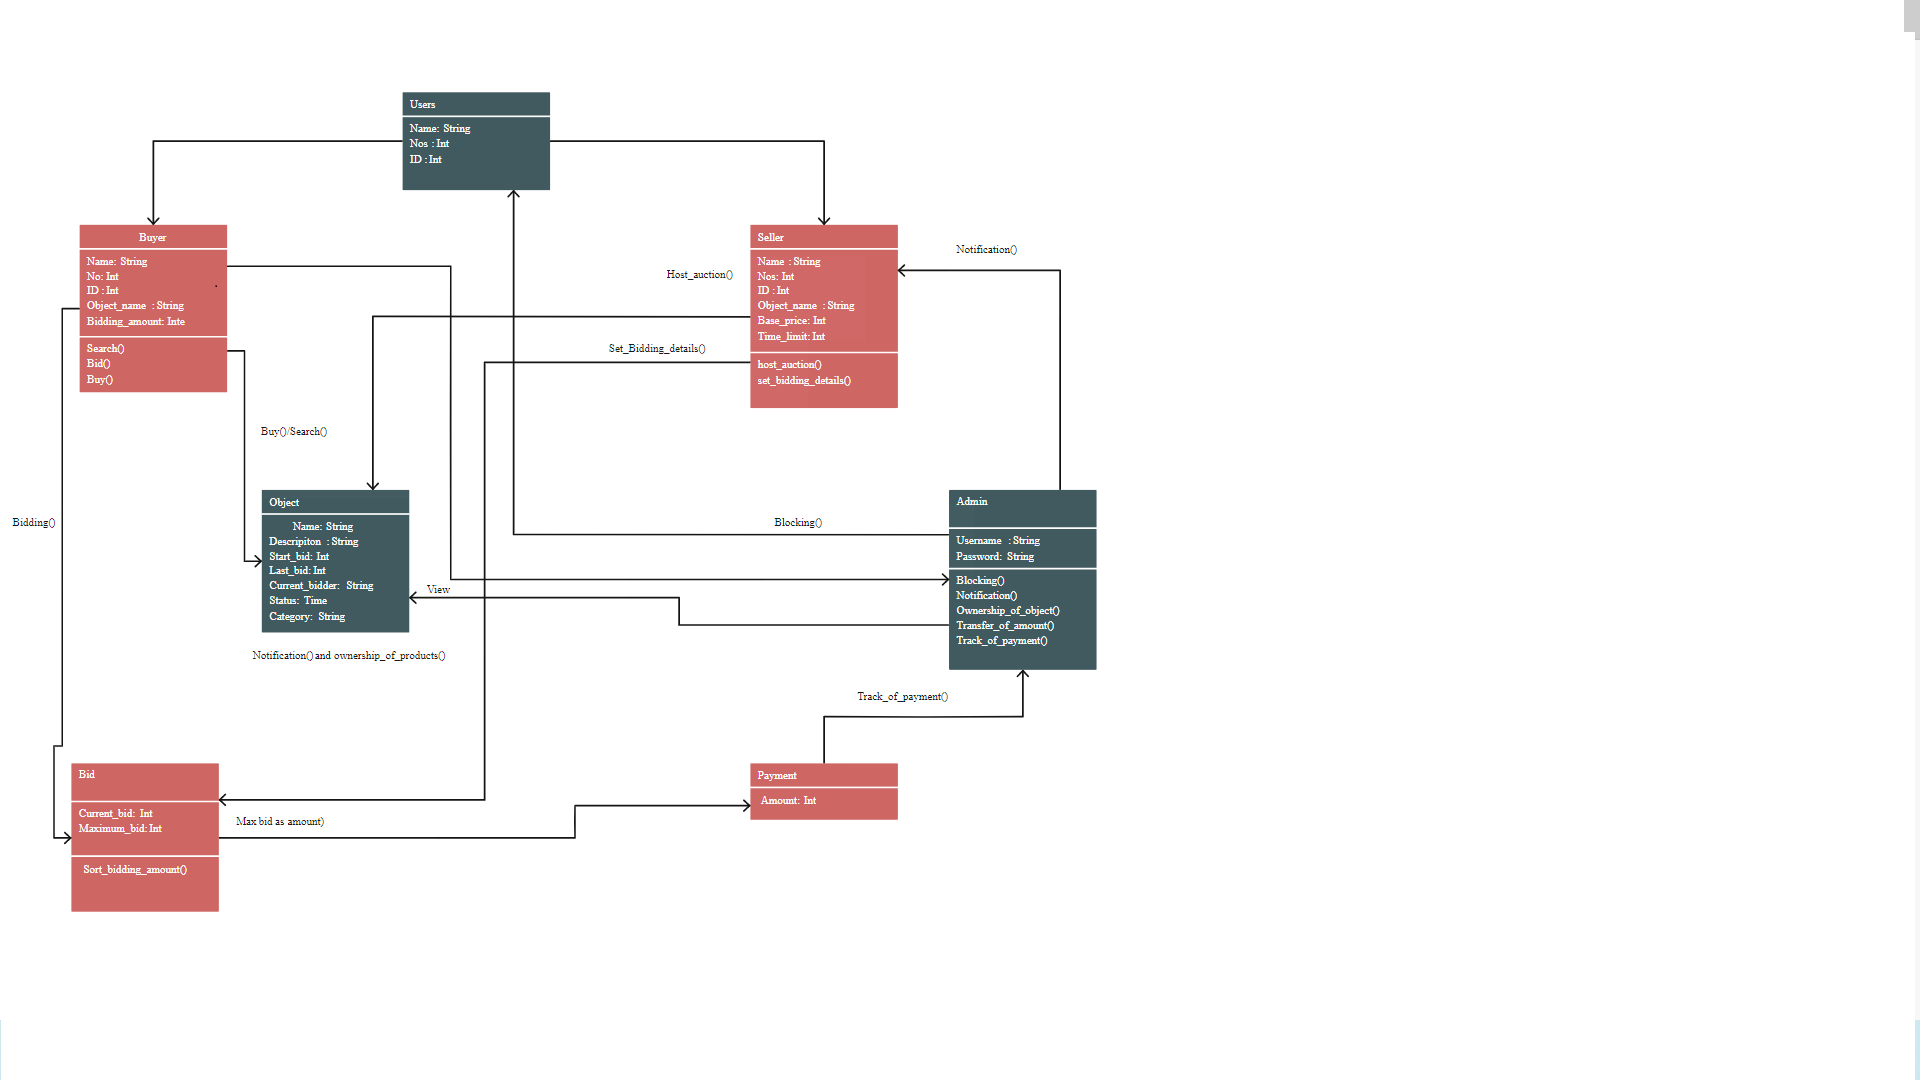 Users
Name: String
Nos : Int
ID : Int
Buyer
Name: String
No: Int
ID : Int
Object_name : String
Bidding_amount: Inte
Search()
Bid()
Buy()
Seller
Name : String
Nos: Int
ID : Int
Object_name : String
Base_price: Int
Time_limit: Int
host_auction()
set_bidding_details()
Notification()
Host_auction()
Set_Bidding_details()
Buy()/Search()
Bidding()
Object
Name: String
Descripiton : String
Start_bid: Int
Last_bid: Int
Current_bidder: String
Status: Time
Category: String
View
Blocking()
Admin
Username : String
Password: String
Blocking()
Notification()
Ownership_of_object()
Transfer_of_amount()
Track_of_payment()
Notification() and ownership_of_products()
Track_of_payment()
Bid
Current_bid: Int
Maximum_bid: Int
Sort_bidding_amount()
Max bid as amount)
Payment
Amount: Int